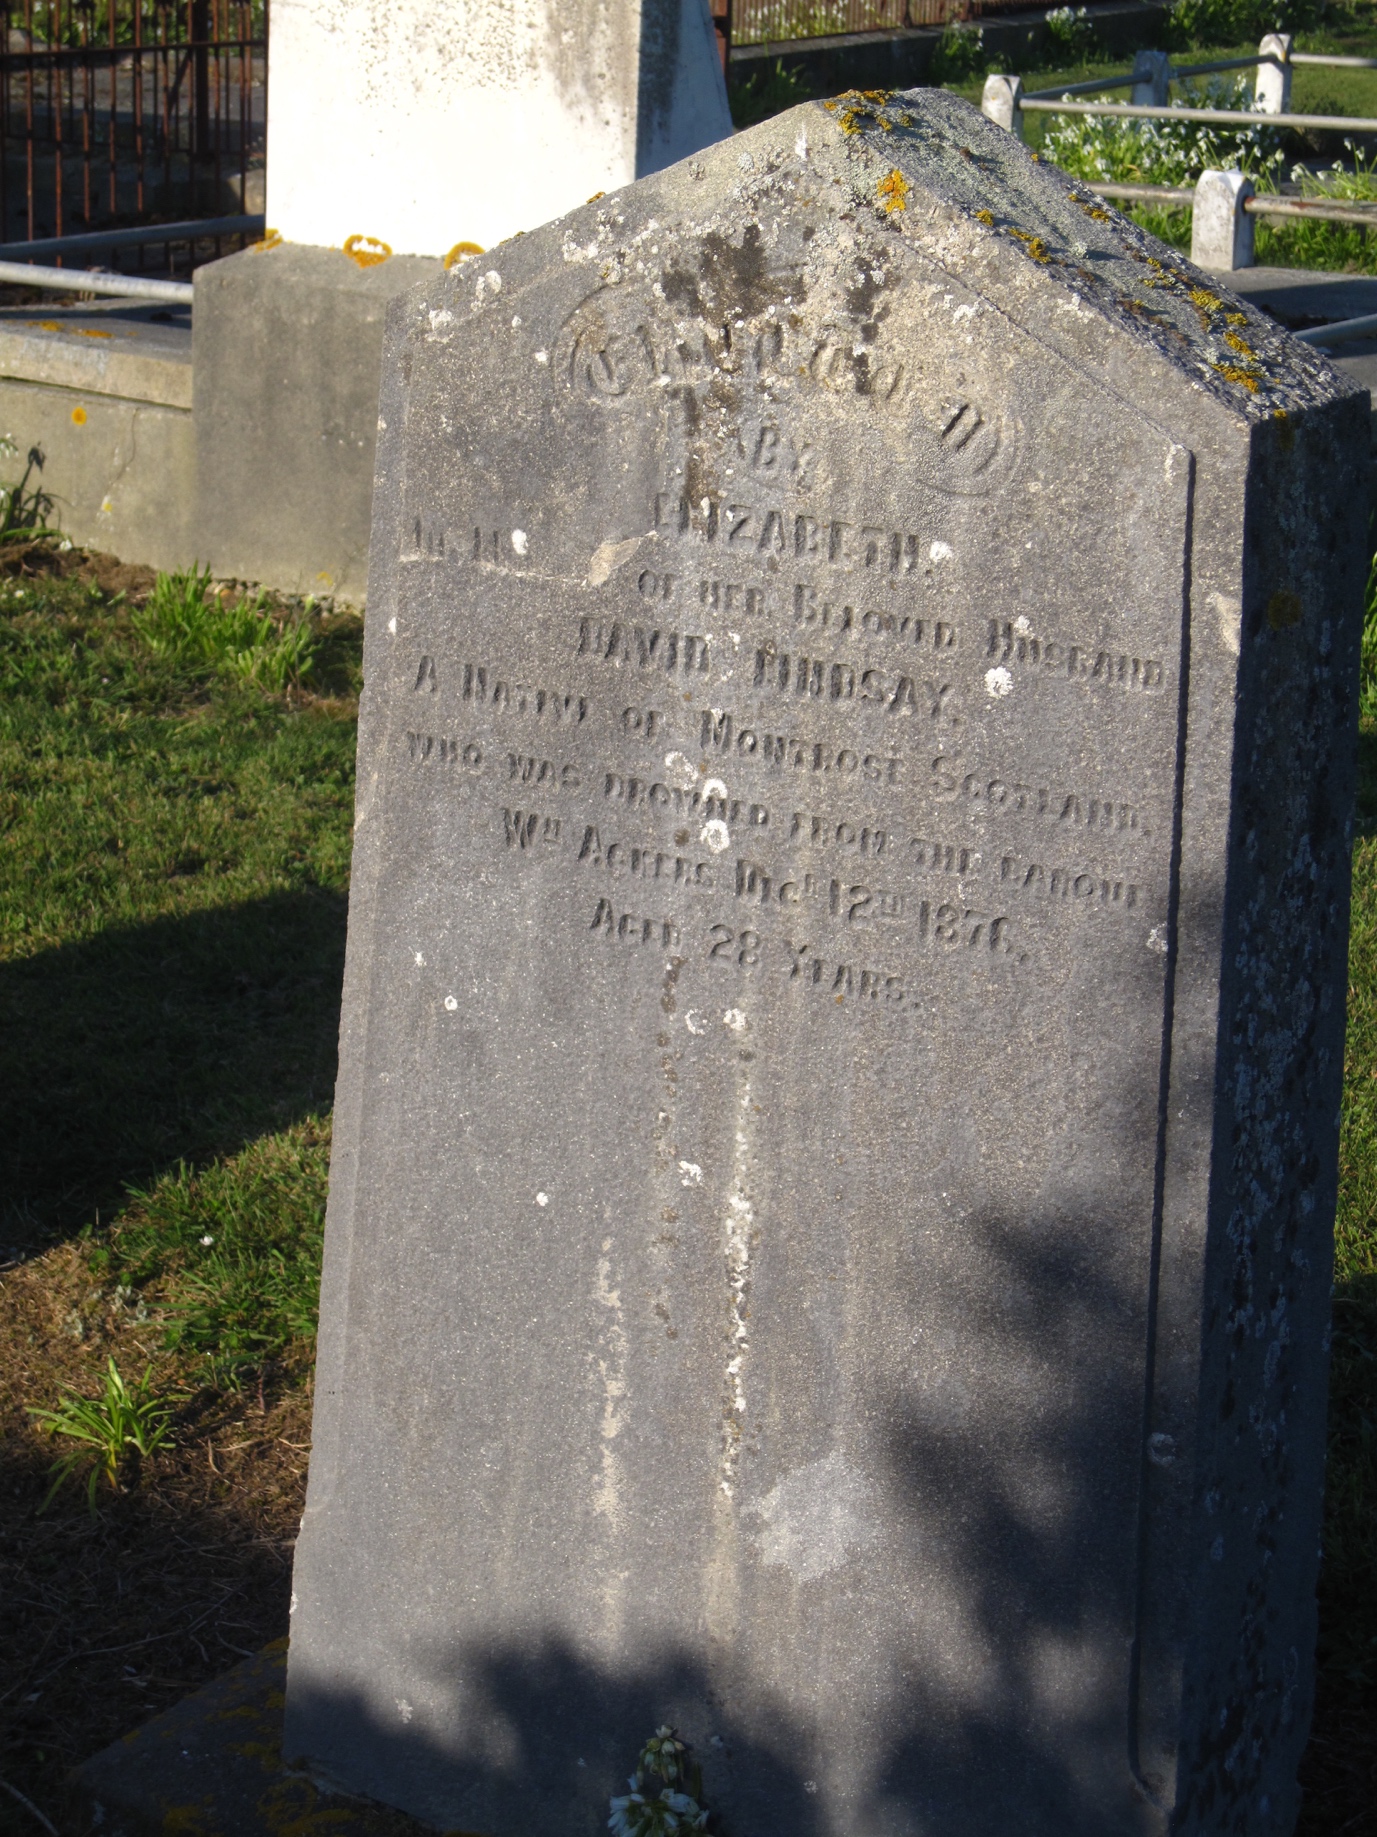 Erected
BY
ELIZABETH.
OF HER BELOVED HUSBAND
DAVID LINDSAY,
A NATIVE OF MONTROSE SCOTLAND,
WHO WAS DROWNED FROM THE BARQUE
Wᴹ ACKERS DECR 12TH 1876,
AGED 28 YEARS.